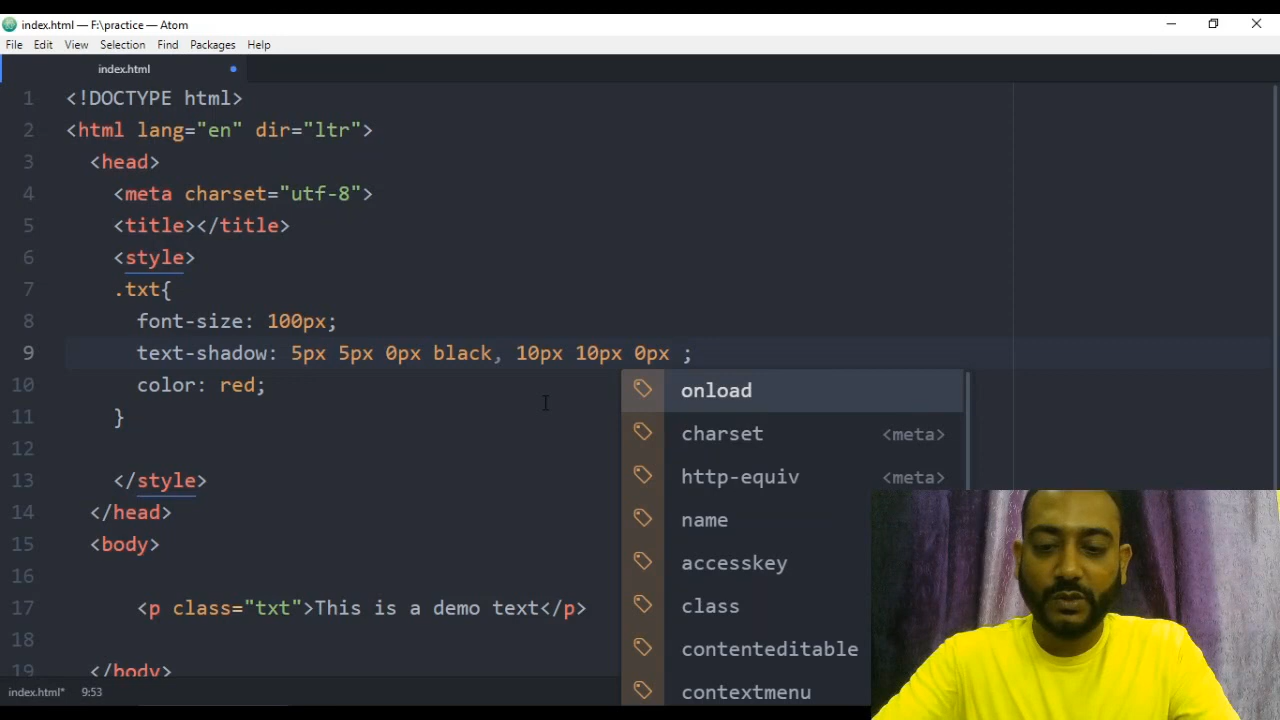 index.html — F:\practice — Atom
File Edit View Selection Find Packages Help
index.html
1 <!DOCTYPE html>
2 <html lang="en" dir="ltr">
3 <head>
4 <meta charset="utf-8">
5 <title></title>
6 <style>
7 .txt{
8 font-size: 100px;
9 text-shadow: 5px 5px 0px black, 10px 10px 0px ;
10 color: red;
11 }
12
13 </style>
14 </head>
15 <body>
16
17 <p class="txt">This is a demo text</p>
18
19 </body>
onload
charset <meta>
http-equiv <meta>
name
accesskey
class
contenteditable
contextmenu
index.html* 9:53